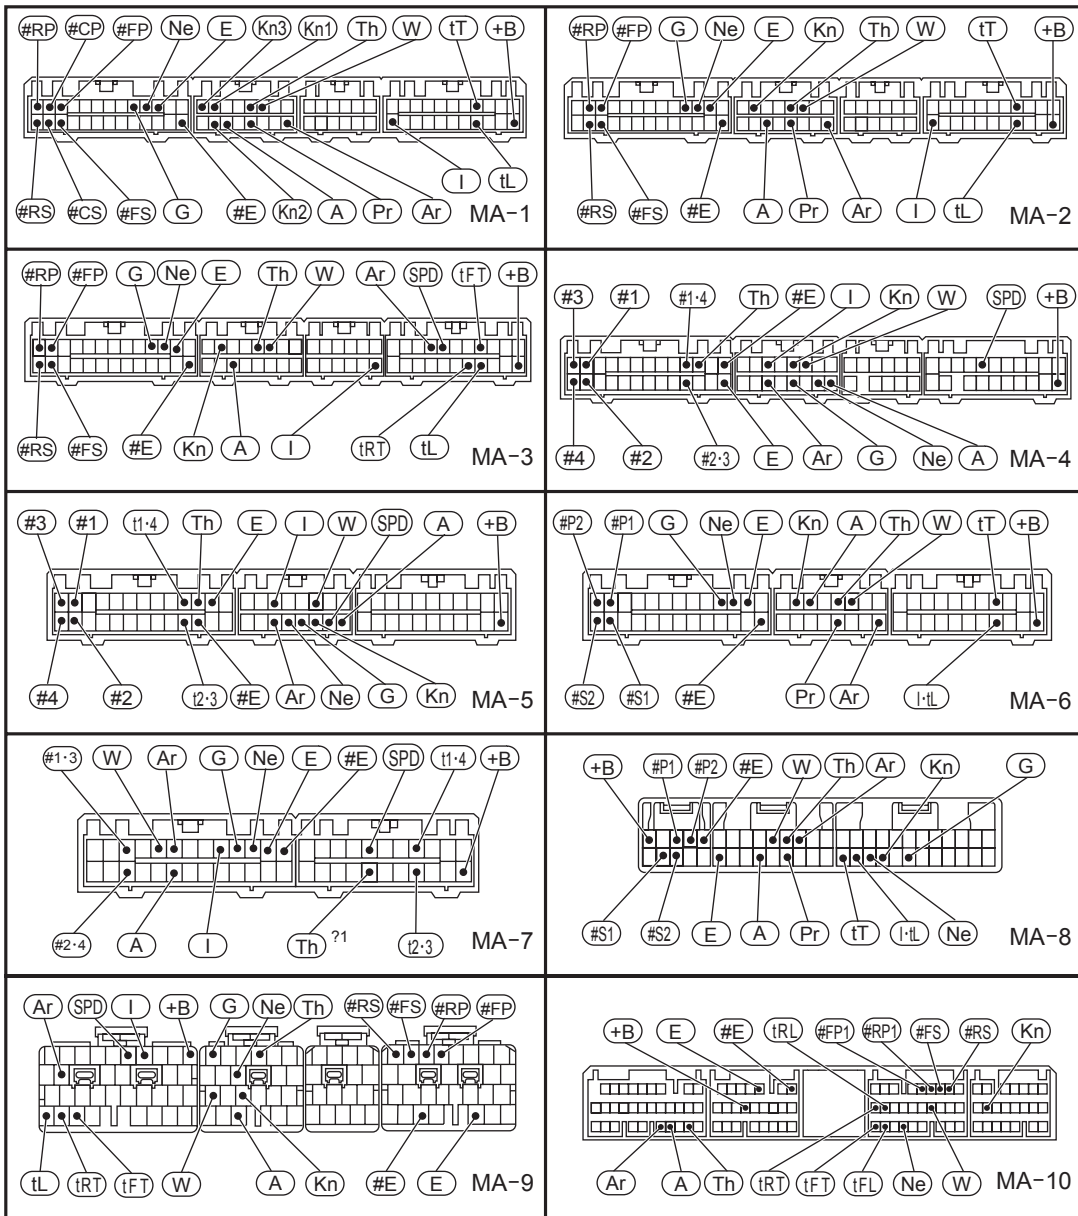 #RP #CP #FP Ne E Kn3 Kn1 Th W tT +B
I tL
#RS #CS #FS G #E Kn2 A Pr Ar MA-1
#RP #FP G Ne E Kn Th W tT +B
#RS #FS #E A Pr Ar I tL MA-2
#RP #FP G Ne E Th W Ar SPD tFT +B
#RS #FS #E Kn A I tRT tL MA-3
#3 #1 #1·4 Th #E I Kn W SPD +B
#4 #2 #2·3 E Ar G Ne A MA-4
#3 #1 t1·4 Th E I W SPD A +B
#4 #2 t2·3 #E Ar Ne G Kn MA-5
#P2 #P1 G Ne E Kn A Th W tT +B
#S2 #S1 #E Pr Ar I·tL MA-6
#1·3 W Ar G Ne E #E SPD t1·4 +B
#2·4 A I Th ?1 t2·3 MA-7
+B #P1 #P2 #E W Th Ar Kn G
#S1 #S2 E A Pr tT I·tL Ne MA-8
Ar SPD I +B G Ne Th #RS #FS #RP #FP
tL tRT tFT W A Kn #E E MA-9
+B E #E tRL #FP1 #RP1 #FS #RS Kn
Ar A Th tRT tFT tFL Ne W MA-10